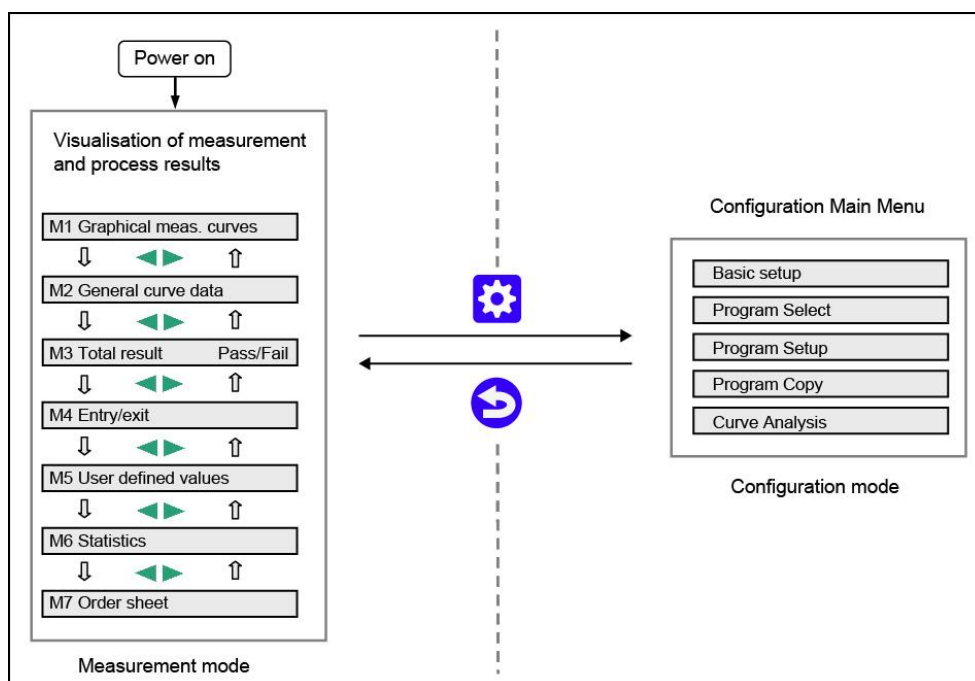 Power on
Visualisation of measurement
and process results
M1 Graphical meas. curves
M2 General curve data
M3 Total result Pass/Fail
M4 Entry/exit
M5 User defined values
M6 Statistics
M7 Order sheet
Measurement mode
Configuration Main Menu
Basic setup
Program Select
Program Setup
Program Copy
Curve Analysis
Configuration mode